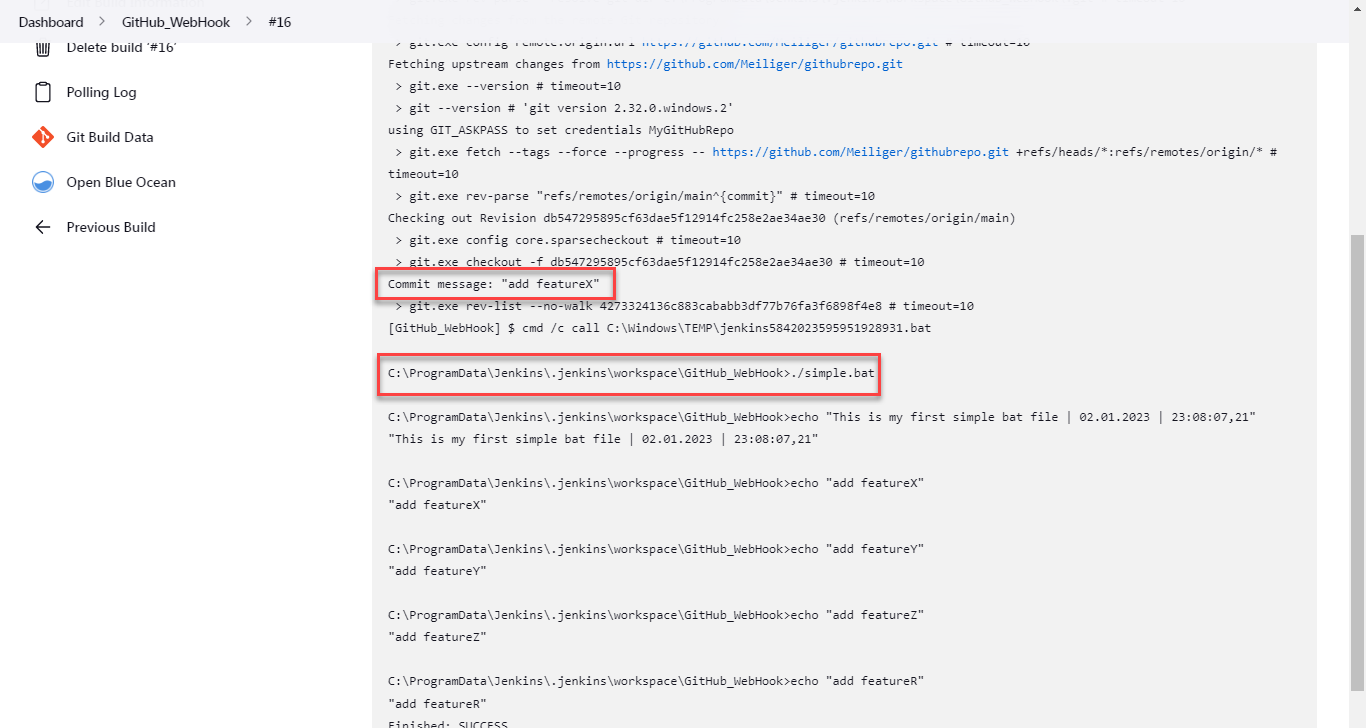 Dashboard > GitHub_WebHook > #16
Delete build '#16'
Polling Log
Git Build Data
Open Blue Ocean
Previous Build
> git.exe config remote.origin.url https://github.com/Meiliger/githubrepo.git # timeout=10
Fetching upstream changes from https://github.com/Meiliger/githubrepo.git
> git.exe --version # timeout=10
> git --version # 'git version 2.32.0.windows.2'
using GIT_ASKPASS to set credentials MyGitHubRepo
> git.exe fetch --tags --force --progress -- https://github.com/Meiliger/githubrepo.git +refs/heads/*:refs/remotes/origin/* #
timeout=10
> git.exe rev-parse "refs/remotes/origin/main^{commit}" # timeout=10
Checking out Revision db547295895cf63dae5f12914fc258e2ae34ae30 (refs/remotes/origin/main)
> git.exe config core.sparsecheckout # timeout=10
> git.exe checkout -f db547295895cf63dae5f12914fc258e2ae34ae30 # timeout=10
Commit message: "add featureX"
> git.exe rev-list --no-walk 4273324136c883cababb3df77b76fa3f6898f4e8 # timeout=10
[GitHub_WebHook] $ cmd /c call C:\Windows\TEMP\jenkins5842023595951928931.bat
C:\ProgramData\Jenkins\.jenkins\workspace\GitHub_WebHook>./simple.bat
C:\ProgramData\Jenkins\.jenkins\workspace\GitHub_WebHook>echo "This is my first simple bat file | 02.01.2023 | 23:08:07,21"
"This is my first simple bat file | 02.01.2023 | 23:08:07,21"
C:\ProgramData\Jenkins\.jenkins\workspace\GitHub_WebHook>echo "add featureX"
"add featureX"
C:\ProgramData\Jenkins\.jenkins\workspace\GitHub_WebHook>echo "add featureY"
"add featureY"
C:\ProgramData\Jenkins\.jenkins\workspace\GitHub_WebHook>echo "add featureZ"
"add featureZ"
C:\ProgramData\Jenkins\.jenkins\workspace\GitHub_WebHook>echo "add featureR"
"add featureR"
Finished: SUCCESS